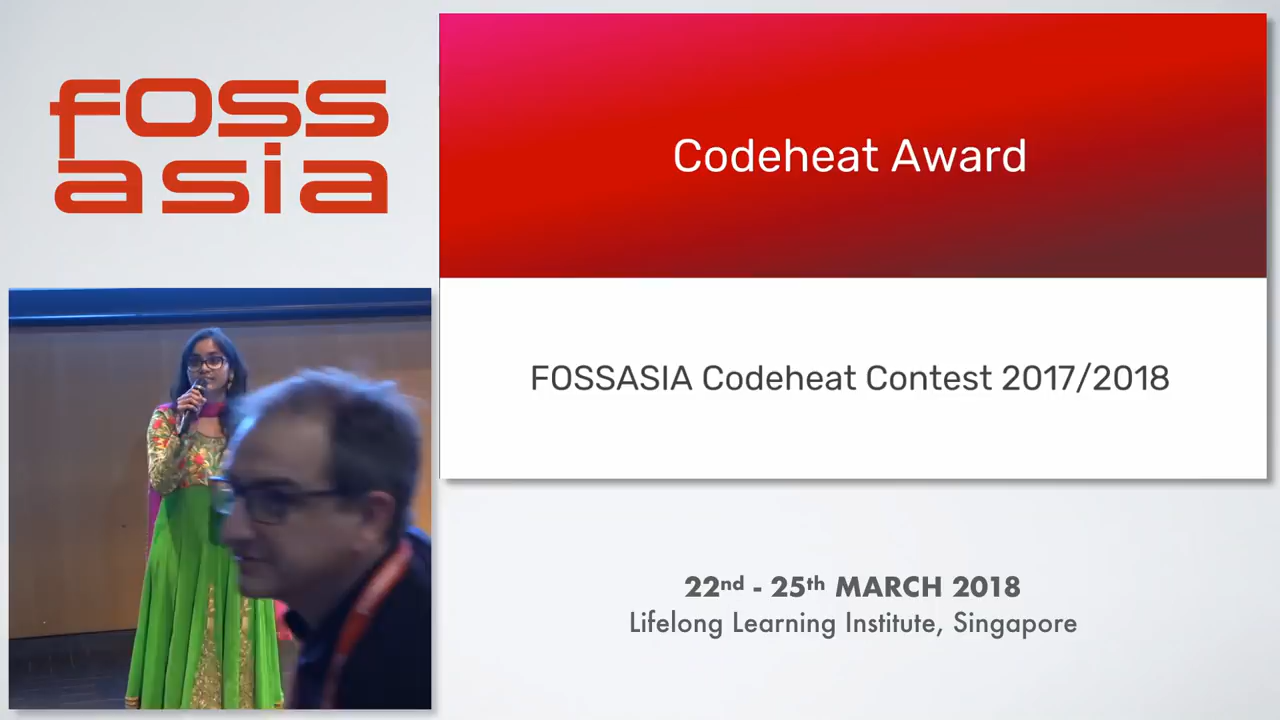 foss
asia
Codeheat Award
FOSSASIA Codeheat Contest 2017/2018
22nd - 25th MARCH 2018
Lifelong Learning Institute, Singapore